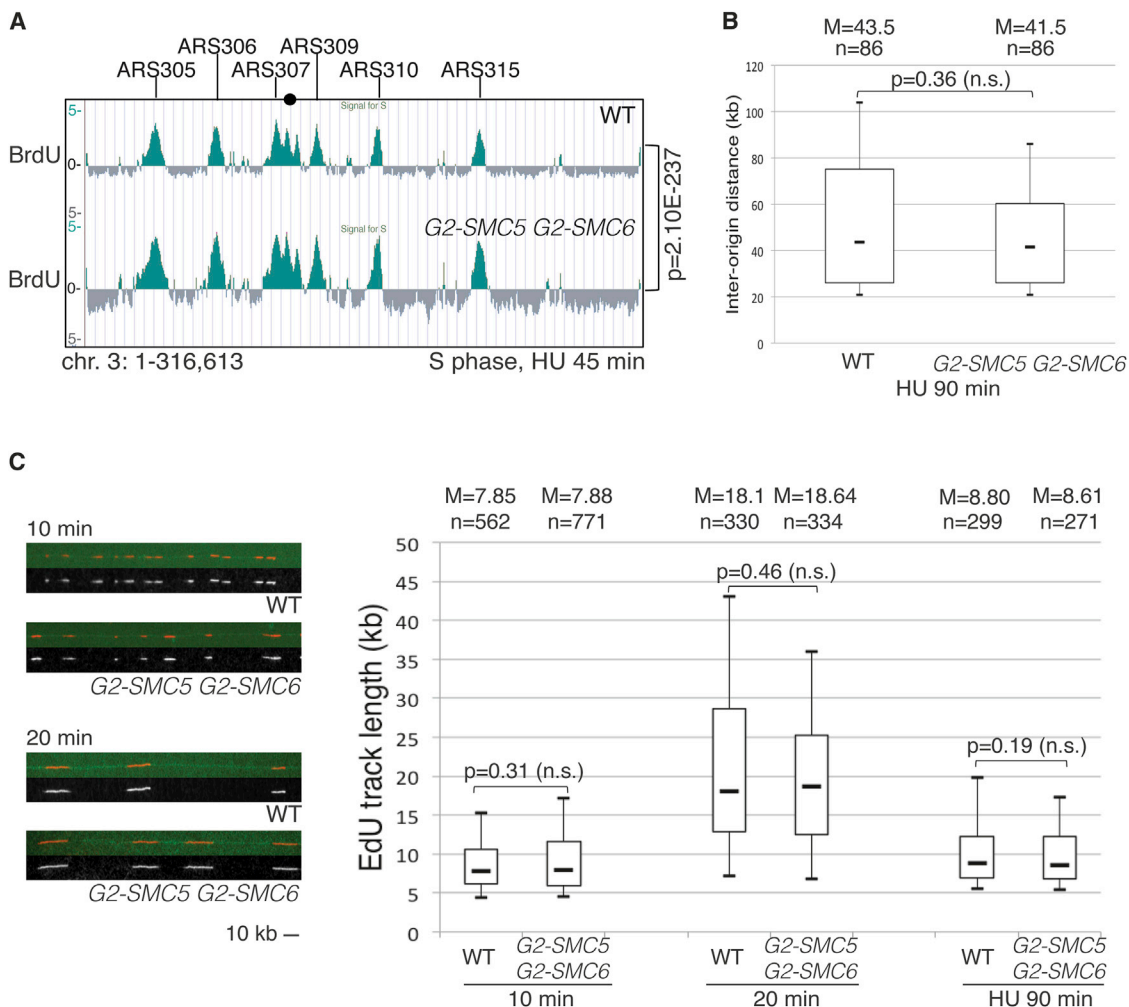 A
ARS306 ARS309
ARS305 ARS307 ARS310 ARS315
5-
Signal for S
WT
BrdU 0-
5-
5-
Signal for S
G2-SMC5 G2-SMC6
BrdU 0-
5-
p=2.10E-237
chr. 3: 1-316,613 S phase, HU 45 min
B
M=43.5 M=41.5
n=86 n=86
p=0.36 (n.s.)
Inter-origin distance (kb)
120
100
80
60
40
20
0
WT G2-SMC5 G2-SMC6
HU 90 min
C
10 min
WT
G2-SMC5 G2-SMC6
20 min
WT
G2-SMC5 G2-SMC6
10 kb
M=7.85 M=7.88 M=18.1 M=18.64 M=8.80 M=8.61
n=562 n=771 n=330 n=334 n=299 n=271
EdU track length (kb)
50
45
40
35
30
25
20
15
10
5
0
p=0.31 (n.s.)
p=0.46 (n.s.)
p=0.19 (n.s.)
WT G2-SMC5 WT G2-SMC5 WT G2-SMC5
G2-SMC6 G2-SMC6 G2-SMC6
10 min 20 min HU 90 min